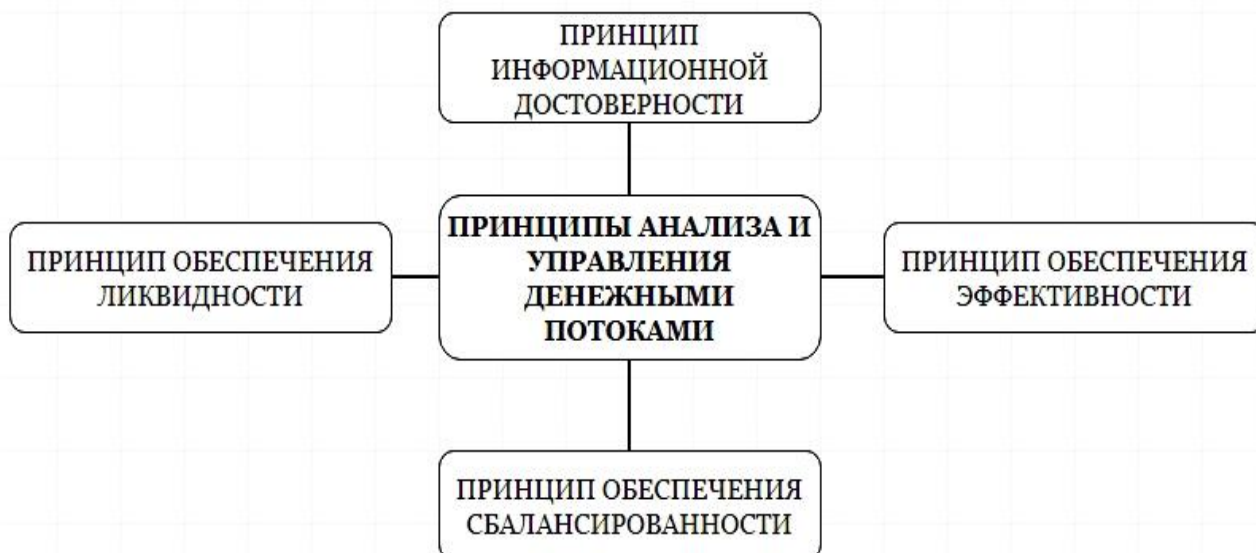 ПРИНЦИП
ИНФОРМАЦИОННОЙ
ДОСТОВЕРНОСТИ
ПРИНЦИП ОБЕСПЕЧЕНИЯ
ЛИКВИДНОСТИ
ПРИНЦИПЫ АНАЛИЗА И
УПРАВЛЕНИЯ
ДЕНЕЖНЫМИ
ПОТОКАМИ
ПРИНЦИП ОБЕСПЕЧЕНИЯ
ЭФФЕКТИВНОСТИ
ПРИНЦИП ОБЕСПЕЧЕНИЯ
СБАЛАНСИРОВАННОСТИ